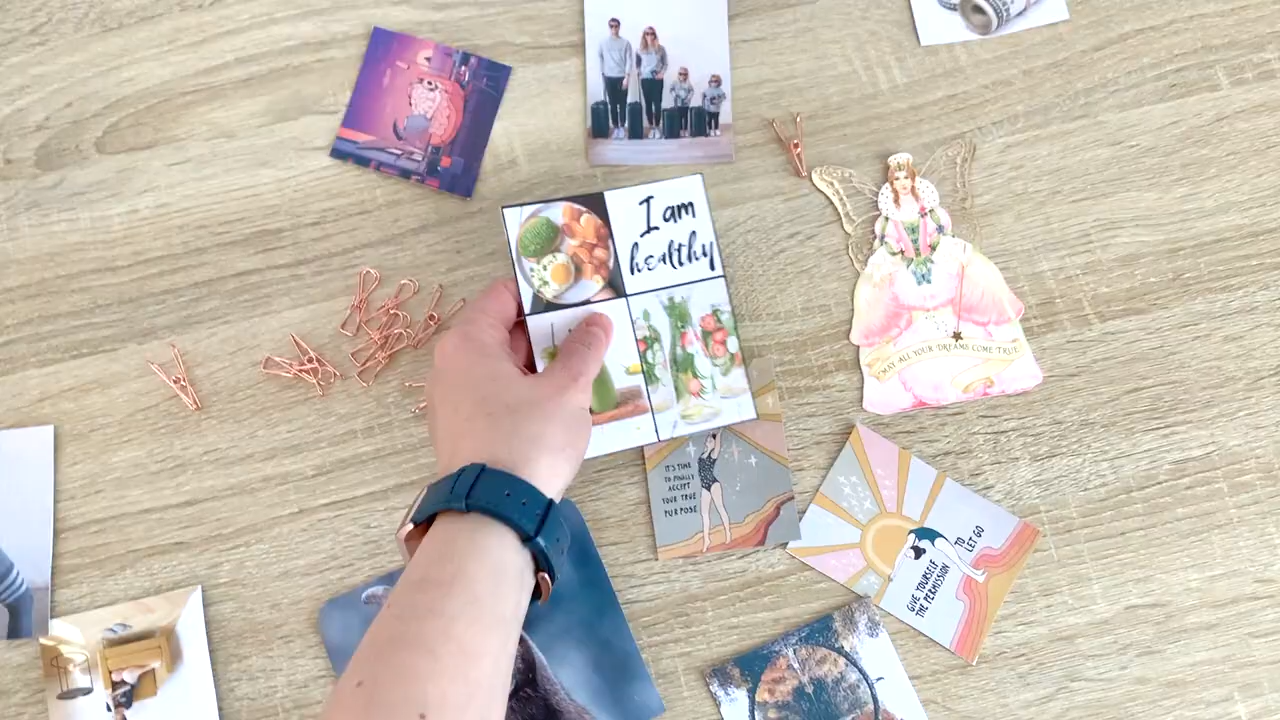 I am
healthy
MAY ALL YOUR DREAMS COME TRUE
IT'S TIME
TO FINALLY
ACCEPT
YOUR TRUE
PURPOSE
GIVE YOURSELF
THE PERMISSION
TO
LET GO